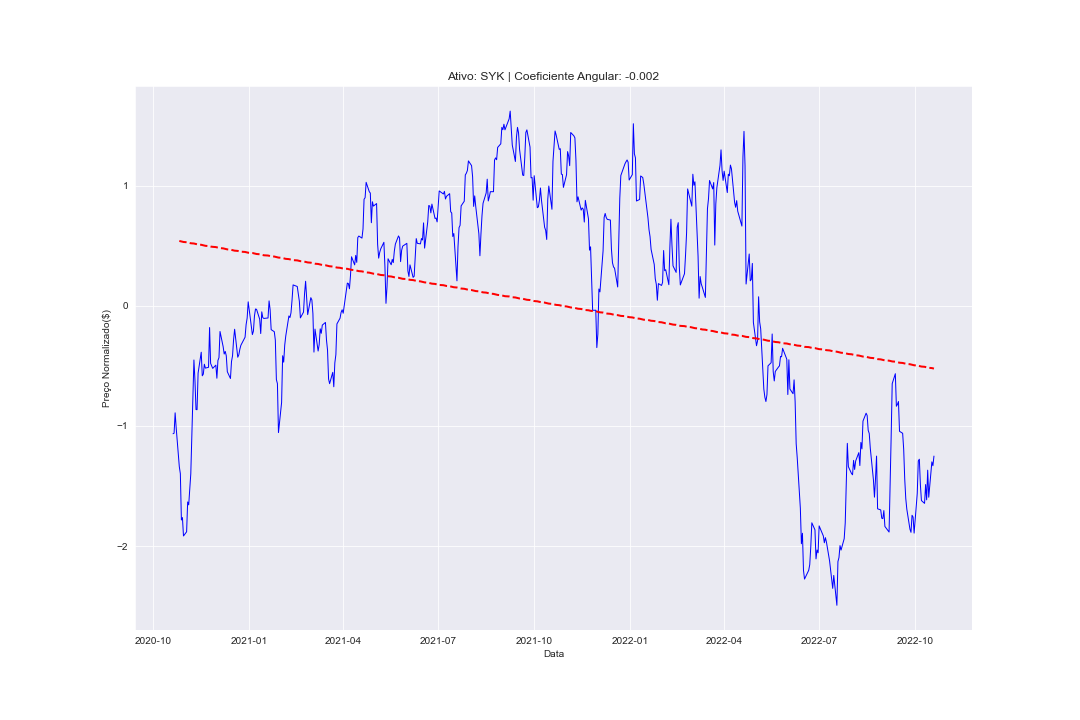 Ativo: SYK | Coeficiente Angular: -0.002
Preço Normalizado($)
1
0
−1
−2
2020-10 2021-01 2021-04 2021-07 2021-10 2022-01 2022-04 2022-07 2022-10
Data